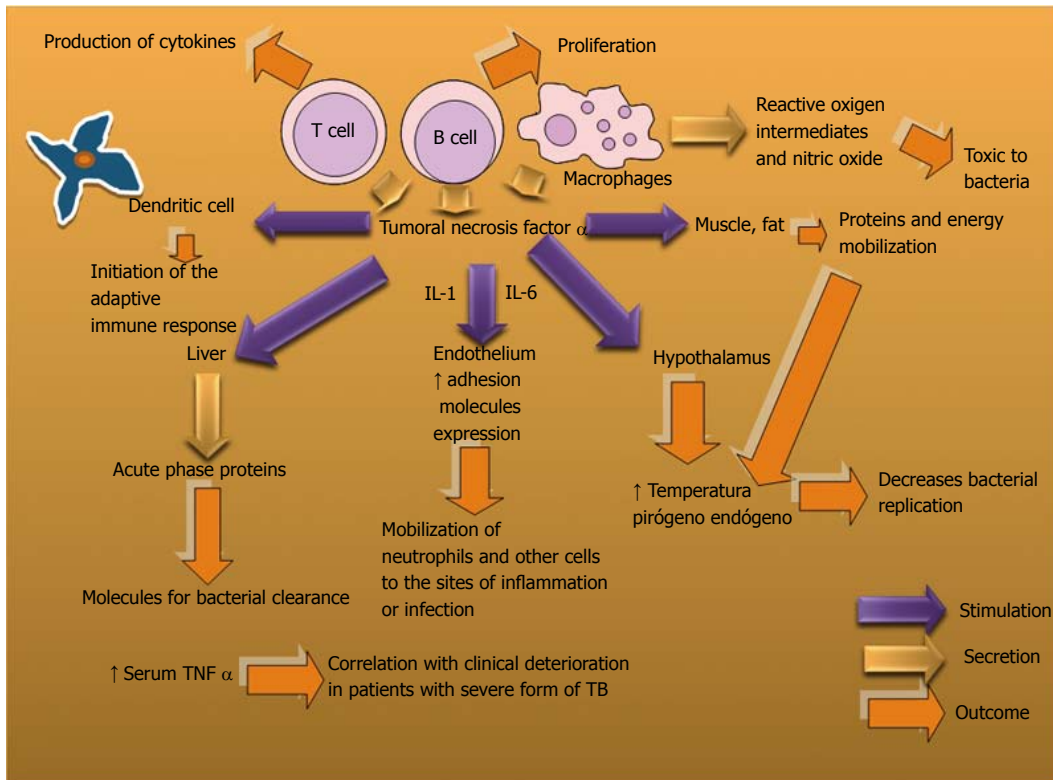 Production of cytokines
Proliferation
T cell
B cell
Macrophages
Reactive oxigen
intermediates
and nitric oxide
Toxic to
bacteria
Dendritic cell
Tumoral necrosis factor α
Muscle, fat
Proteins and energy
mobilization
Initiation of the
adaptive
immune response
IL-1
IL-6
Liver
Endothelium
↑ adhesion
molecules
expression
Hypothalamus
Acute phase proteins
↑ Temperatura
pirógeno endógeno
Decreases bacterial
replication
Mobilization of
neutrophils and other cells
to the sites of inflammation
or infection
Molecules for bacterial clearance
↑ Serum TNF α
Correlation with clinical deterioration
in patients with severe form of TB
Stimulation
Secretion
Outcome